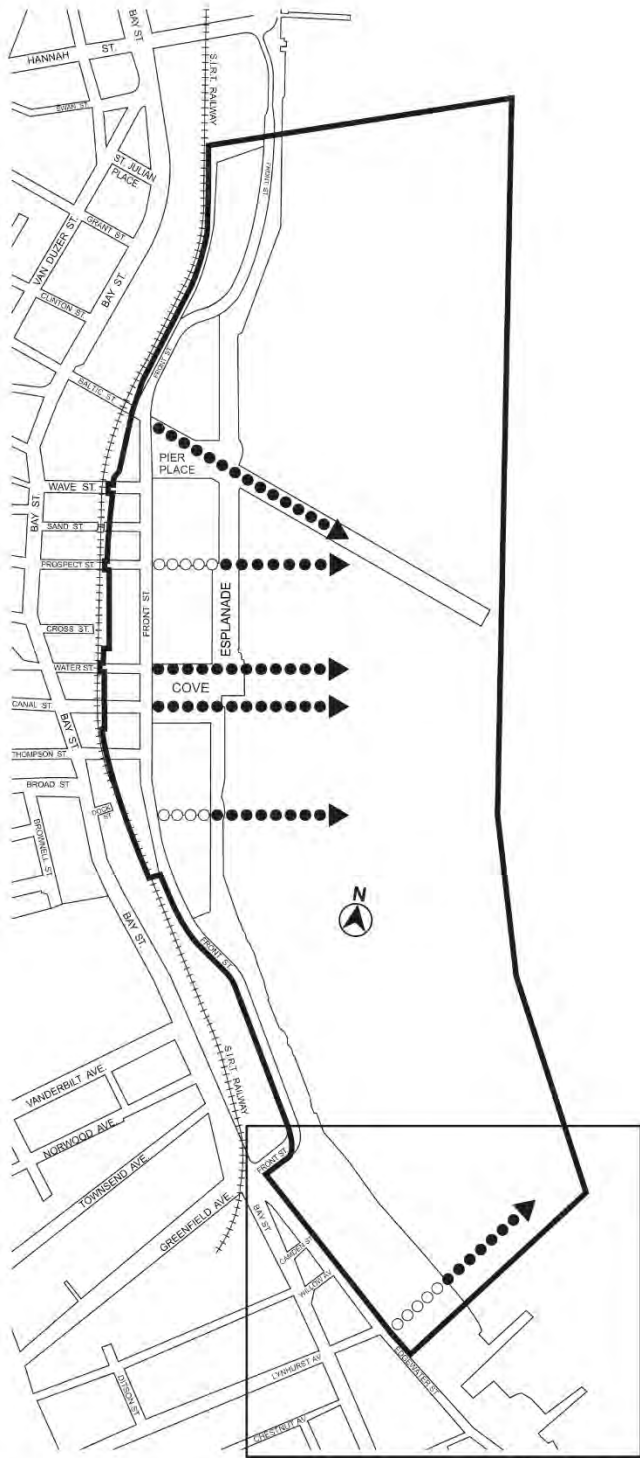 BAY ST.
HANNAH ST.
S.I.R.T. RAILWAY
SWAN ST.
FRONT ST.
ST. JULIAN
PLACE
GRANT ST.
VAN DUZER ST.
BAY ST.
CLINTON ST.
FRONT ST.
BALTIC ST.
PIER
PLACE
WAVE ST.
BAY ST.
SAND ST.
PROSPECT ST.
FRONT ST.
ESPLANADE
CROSS ST.
WATER ST.
COVE
CANAL ST.
BAY ST.
THOMPSON ST.
BROAD ST
DOCK ST
BROWNELL ST.
N
BAY ST.
FRONT ST.
S.I.R.T. RAILWAY
VANDERBILT AVE.
NORWOOD AVE.
FRONT ST.
TOWNSEND AVE.
GREENFIELD AVE.
BAY ST.
CAMDEN ST.
WILLOW AV.
EDGEWATER ST.
LYNHURST AV
DITSON ST.
CHESTNUT AV.